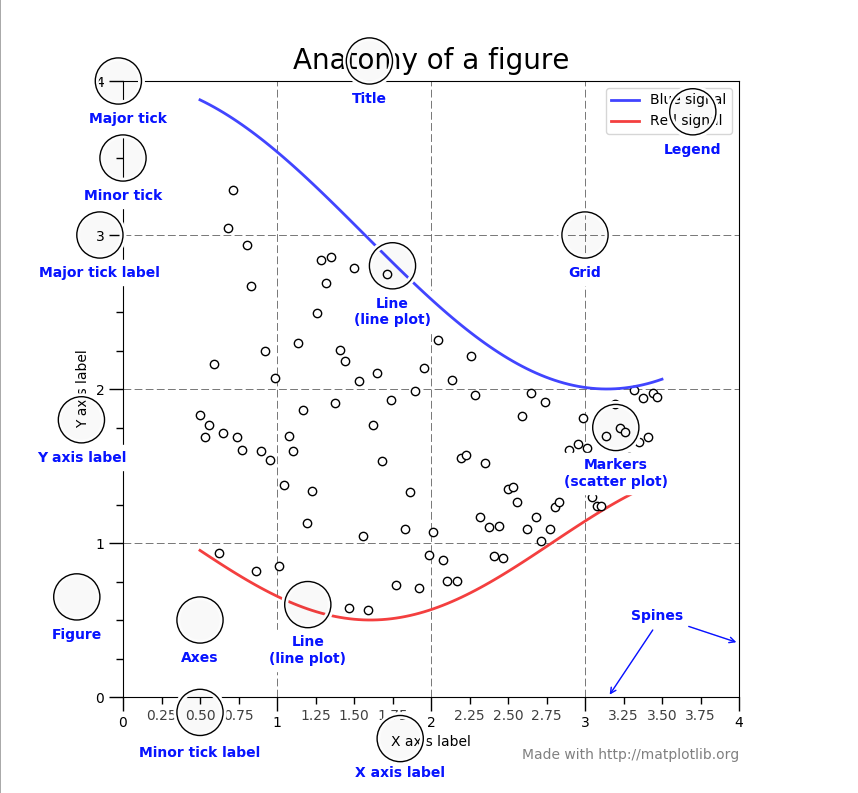 Anatomy of a figure
Title
4
Major tick
Blue signal
Red signal
Legend
Minor tick
3
Major tick label
Grid
Line
(line plot)
Y axis label
2
Y axis label
Markers
(scatter plot)
1
Figure
Axes
Line
(line plot)
Spines
0
0 0.25 0.50 0.75 1 1.25 1.50 1.75 2 2.25 2.50 2.75 3 3.25 3.50 3.75 4
Minor tick label
X axis label
X axis label
Made with http://matplotlib.org